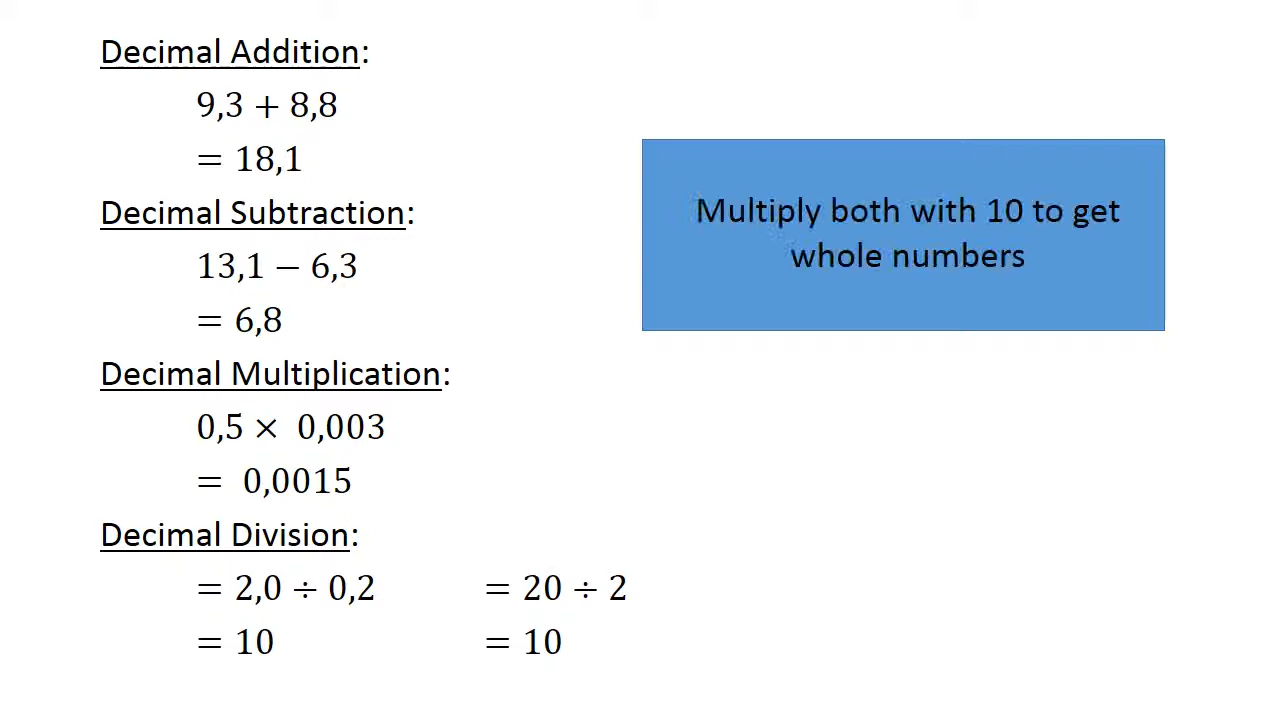 Decimal Addition:
9,3 + 8,8
= 18,1
Decimal Subtraction:
13,1 − 6,3
= 6,8
Decimal Multiplication:
0,5 × 0,003
= 0,0015
Decimal Division:
= 2,0 ÷ 0,2
= 10
= 20 ÷ 2
= 10
Multiply both with 10 to get
whole numbers